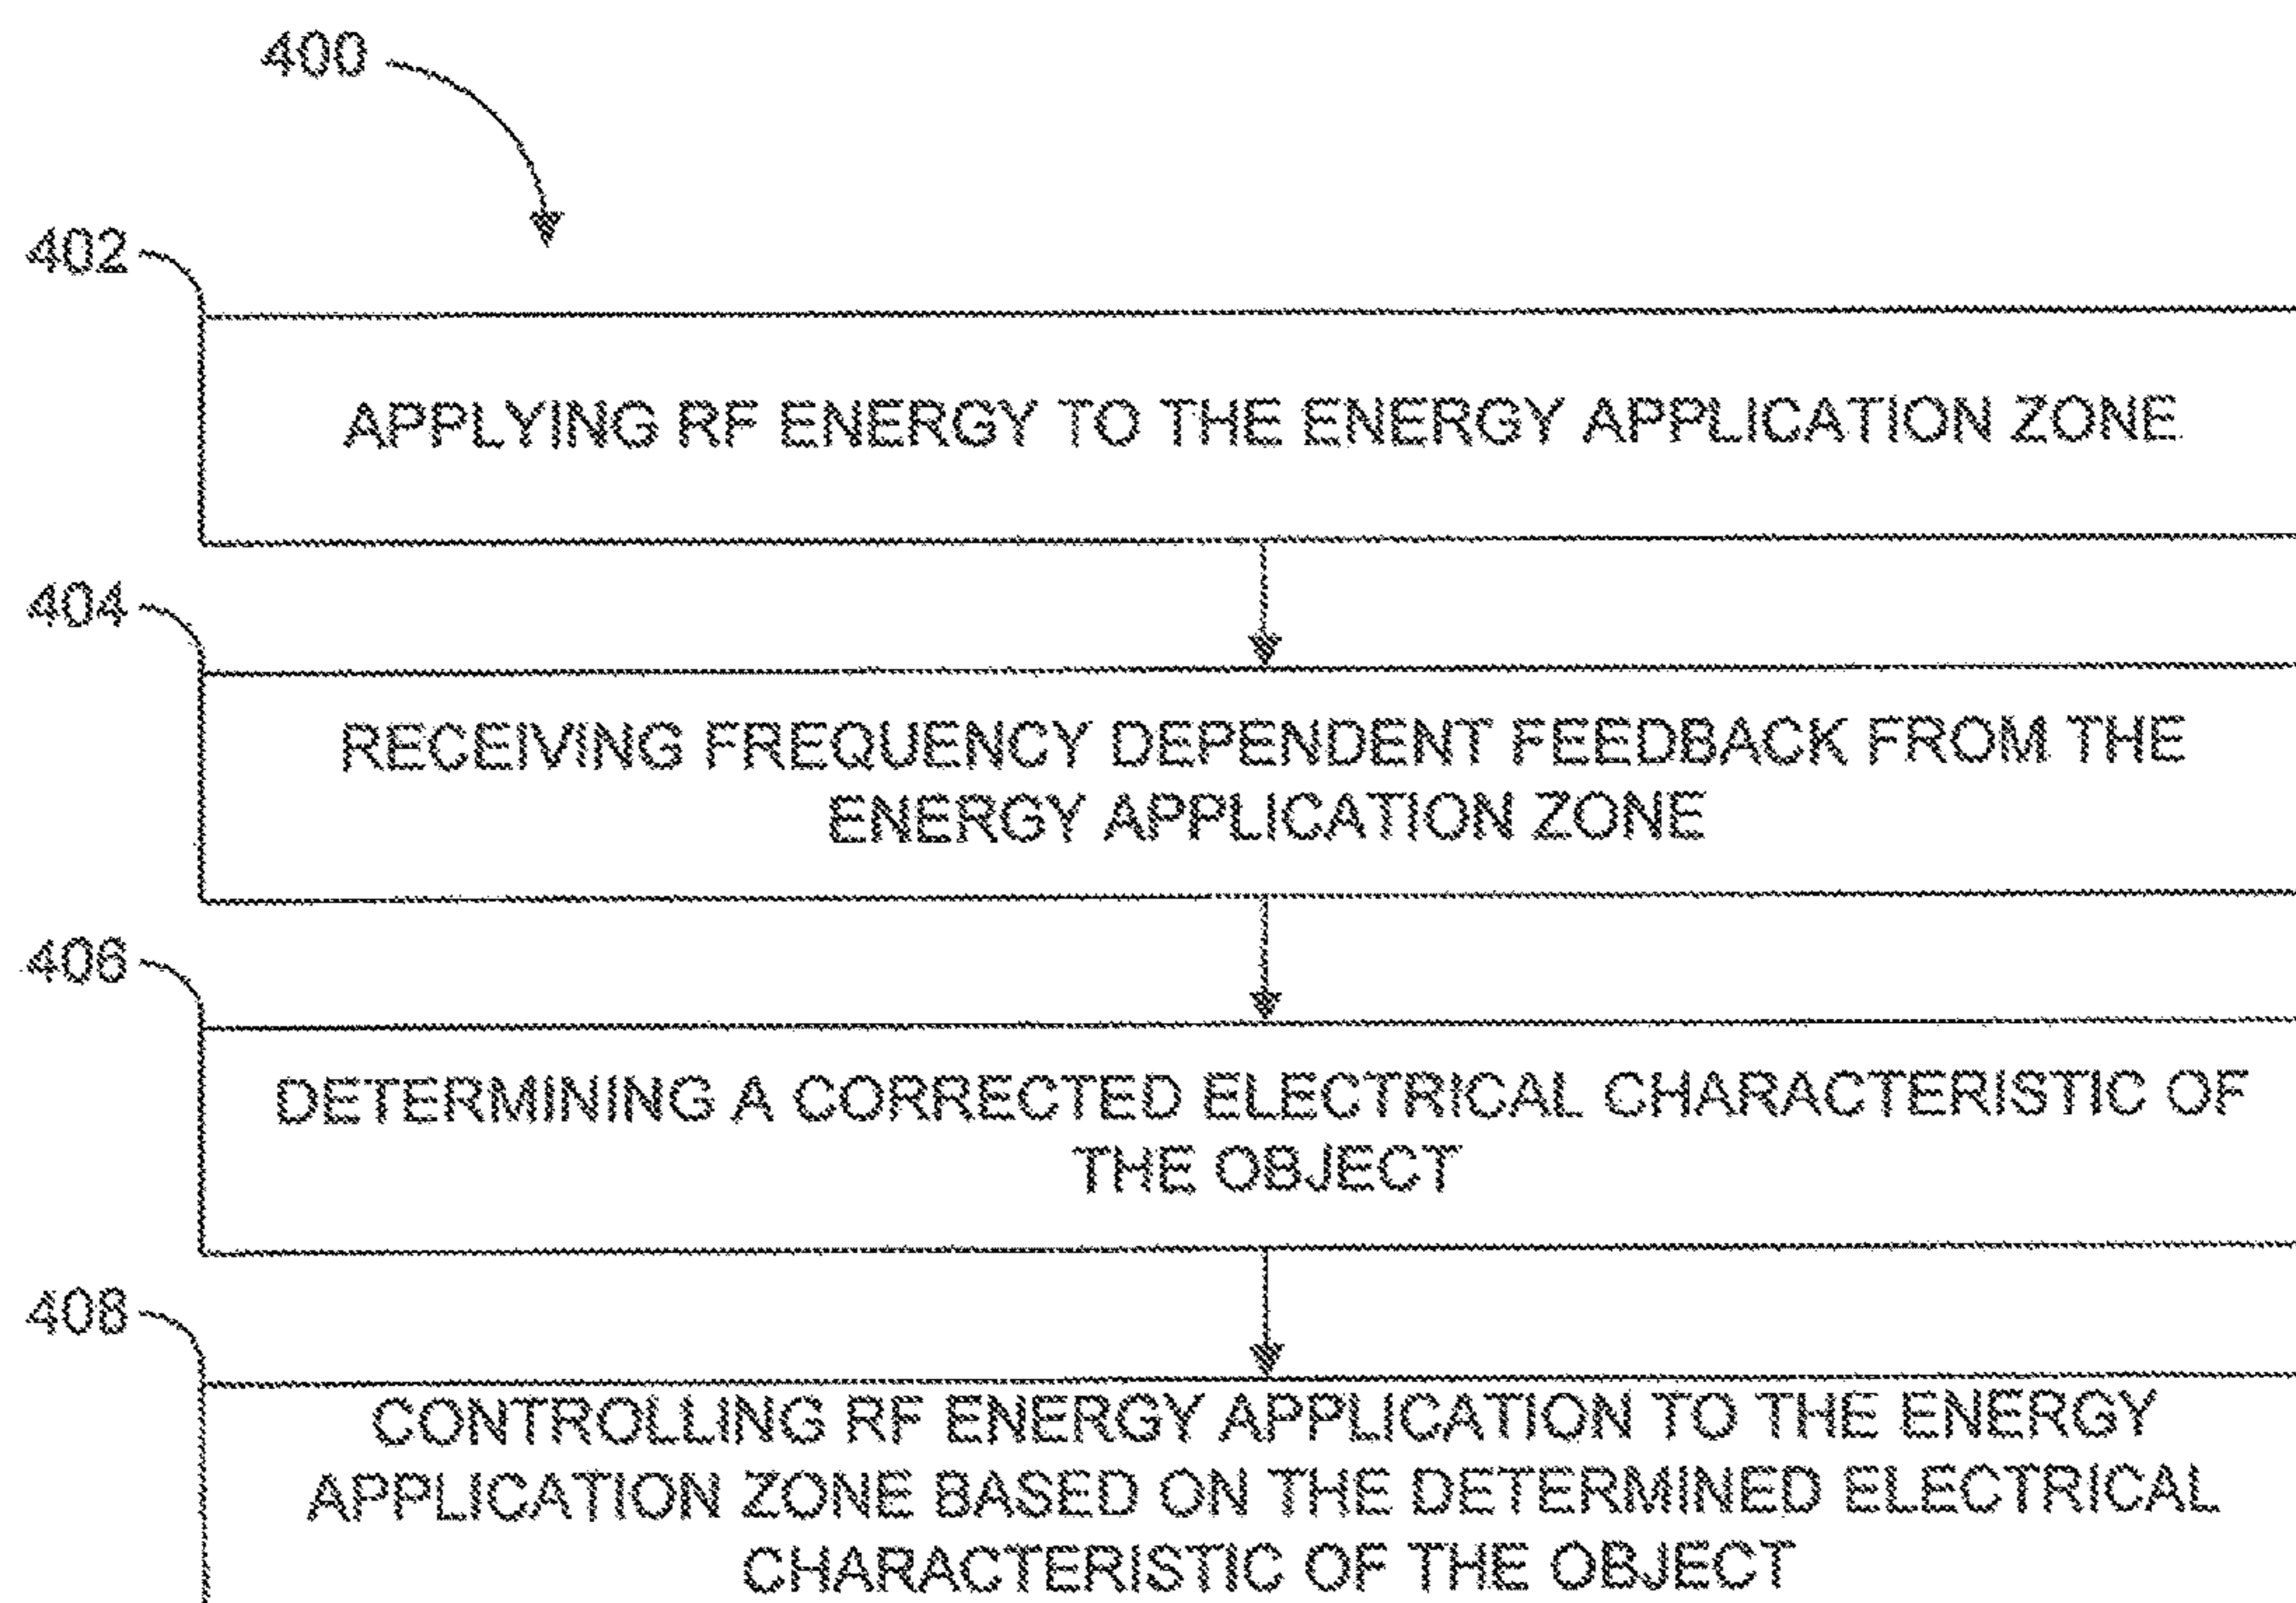 400
402
APPLYING RF ENERGY TO THE ENERGY APPLICATION ZONE
404
RECEIVING FREQUENCY DEPENDENT FEEDBACK FROM THE
ENERGY APPLICATION ZONE
406
DETERMINING A CORRECTED ELECTRICAL CHARACTERISTIC OF
THE OBJECT
408
CONTROLLING RF ENERGY APPLICATION TO THE ENERGY
APPLICATION ZONE BASED ON THE DETERMINED ELECTRICAL
CHARACTERISTIC OF THE OBJECT